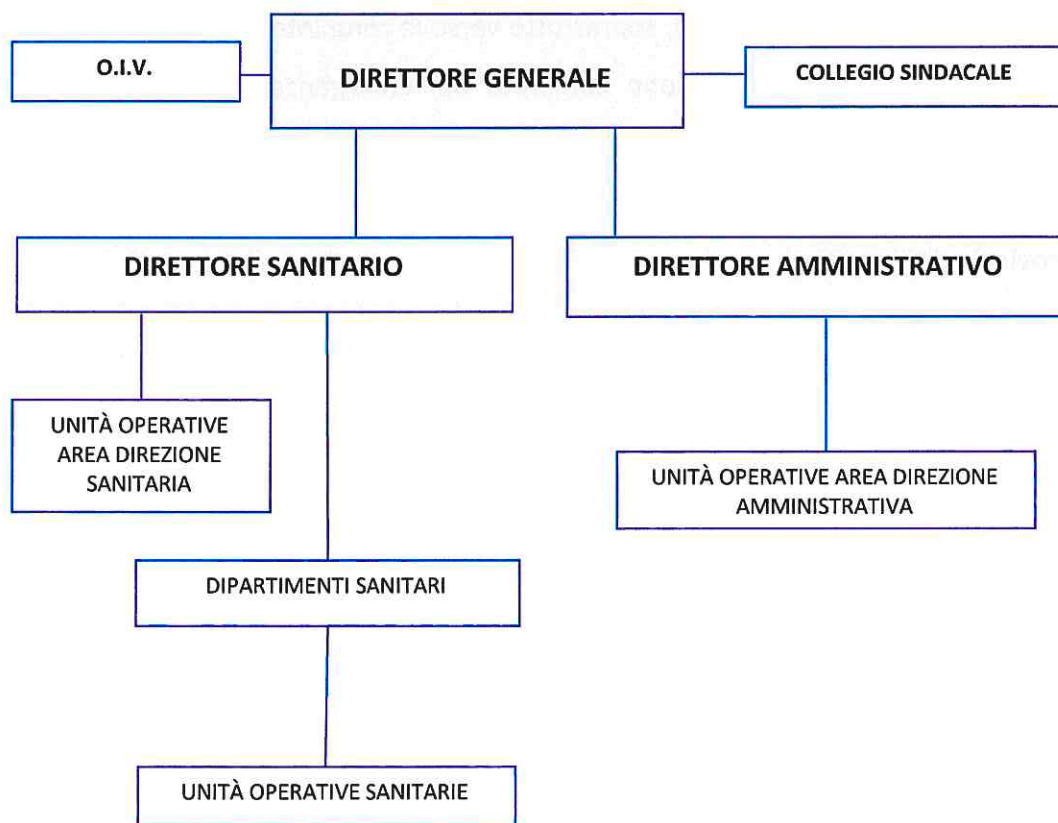 O.I.V.
DIRETTORE GENERALE
COLLEGIO SINDACALE
DIRETTORE SANITARIO
DIRETTORE AMMINISTRATIVO
UNITÀ OPERATIVE
AREA DIREZIONE
SANITARIA
UNITÀ OPERATIVE AREA DIREZIONE
AMMINISTRATIVA
DIPARTIMENTI SANITARI
UNITÀ OPERATIVE SANITARIE